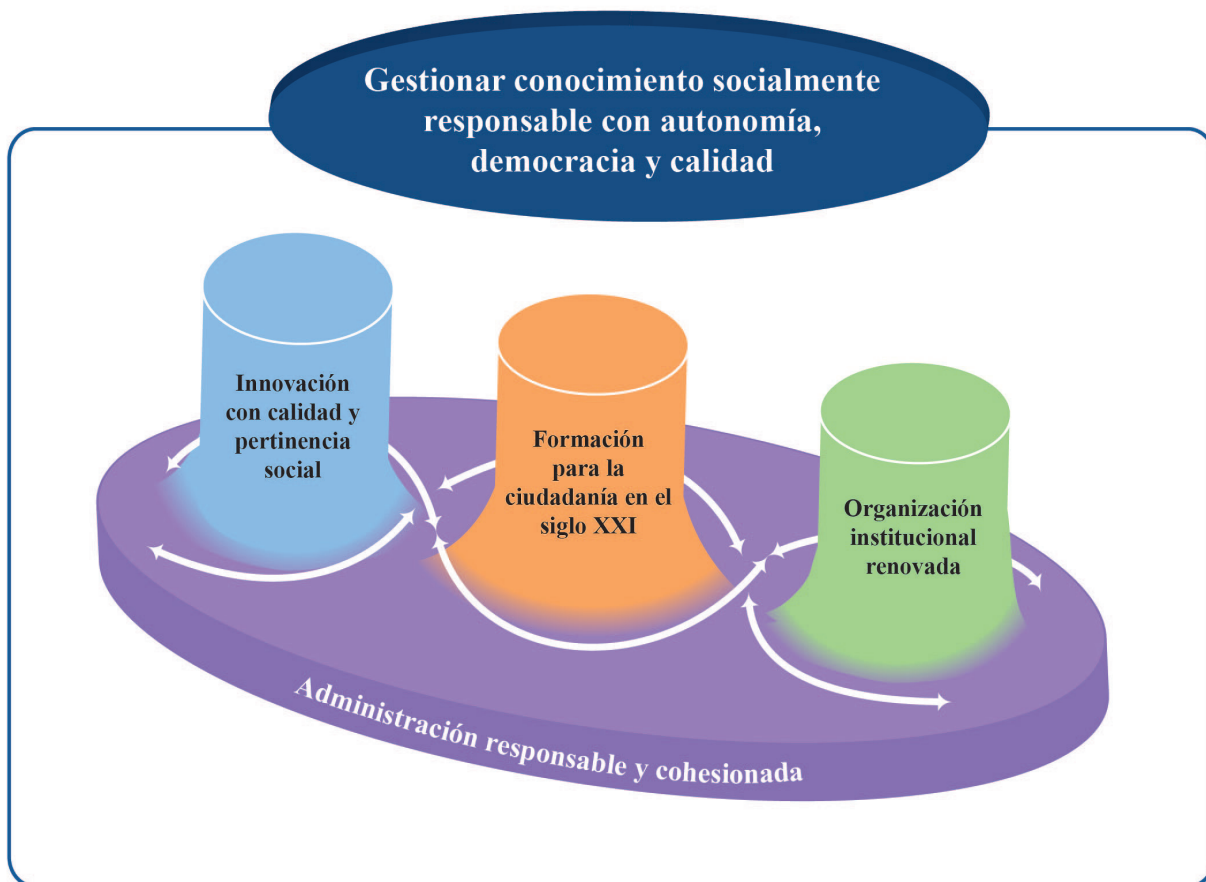 Gestionar conocimiento socialmente
responsable con autonomía,
democracia y calidad
Innovación
con calidad y
pertinencia
social
Formación
para la
ciudadanía en el
siglo XXI
Organización
institucional
renovada
Administración responsable y cohesionada